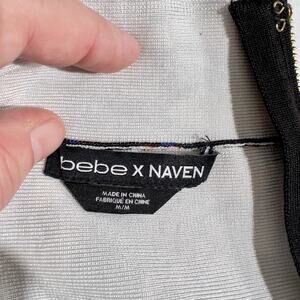 bebe X NAVEN
MADE IN CHINA
FABRIQUÉ EN CHINE
M/M